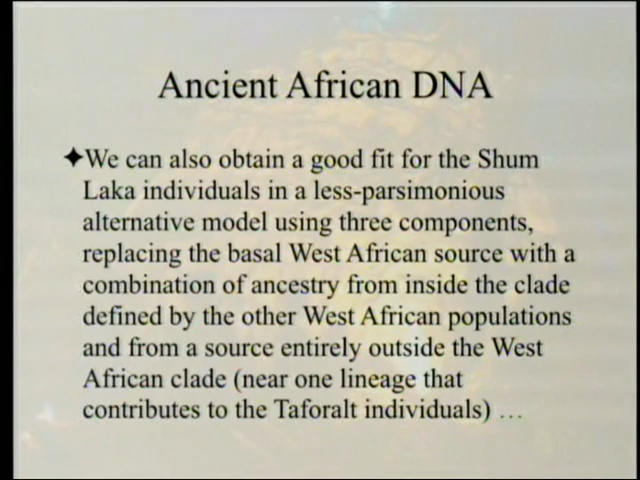 Ancient African DNA
✦We can also obtain a good fit for the Shum
Laka individuals in a less-parsimonious
alternative model using three components,
replacing the basal West African source with a
combination of ancestry from inside the clade
defined by the other West African populations
and from a source entirely outside the West
African clade (near one lineage that
contributes to the Taforalt individuals) …